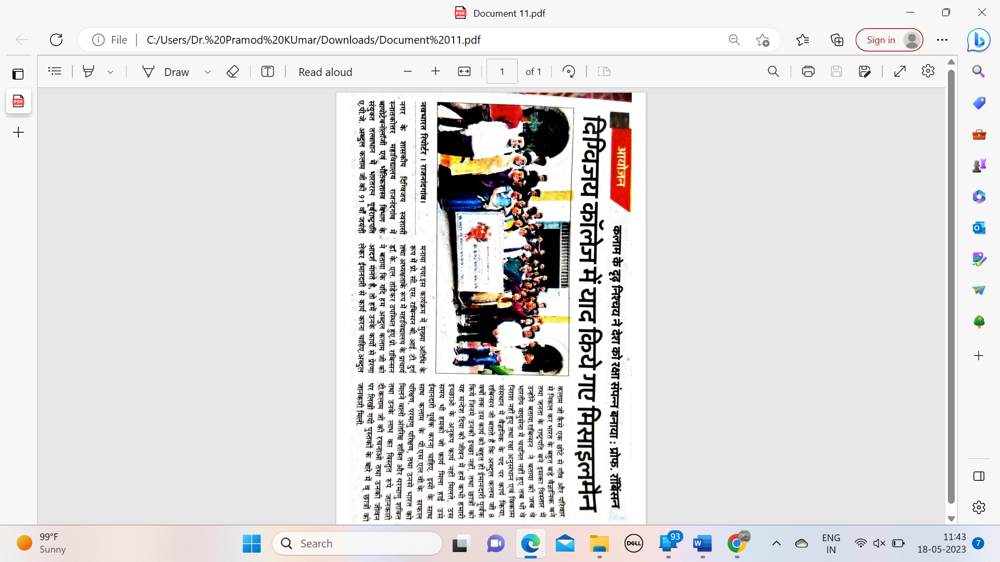 Document 11.pdf
File
C:/Users/Dr.%20Pramod%20KUmar/Downloads/Document%2011.pdf
Sign in
Draw
Read aloud
1
of 1
आयोजन
कलाम के दृढ़ निश्चय ने देश को रक्षा संपन्न बनाया : प्रोफ. रॉबिंसन
दिग्विजय कॉलेज में याद किये गए मिसाइलमैन
नवभारत रिपोर्टर । राजनांदगांव।
नगर के शासकीय दिग्विजय स्वशासी
स्नातकोत्तर महाविद्यालय राजनंदगांव में
बायोटेक्नोलॉजी एवं भौतिकशास्त्र विभाग के
संयुक्त तत्वाधान में भारतरत्न पूर्वराष्ट्रपति
ए.पी.जे. अब्दुल कलाम जी की 91 वीं जयंती
मनाया गया.इस कार्यक्रम में मुख्या अतिथि के
रूप में प्रो. सी. एस. राबिन्सन बी. आई. टी. दुर्ग
तथा अध्यक्षताके रूप में महाविद्यालय के प्राचार्य
डॉ. के. एल. तांडेकर उपस्थित हुए.प्रो. राबिन्सन
ने बताया कि यदि हम अब्दुल कलाम जी को
आदर्श मानते है, तो हमें उनके कार्यो से प्रेरणा
लेकर ईमानदारी से कार्य करना चाहिए.अब्दुल
कलाम जी कैसे एक छोटे से गाँव और परिवार
से निकल कर भारत के बहुत बड़े वैज्ञानिक बने
तथा जनता के राष्ट्रपति बने इसका विस्तार में
उन्होंने बताया.राबिन्सन ने बताया की जब वे
भारतीय वायुसेना में चयनित नहीं हुए तब भी वे
निराश नहीं हुए तथा रक्षा अनुसंधान एवं विकास
संस्थान में वैज्ञानिक के पद पर कार्य किया,
राबिन्सन जी बताते हैं कि अब्दुल कलम जी 8
वर्षो तक उस कार्य को बहुत ही ईमानदारी पूर्वक
किये जिनमे उनकी इच्छा नहीं, तथा छात्रों को
यह सन्देश दिया की जीवन में हमें कभी हमारी
इच्छाओ के अनुरूप कार्य नहीं मिलते, उस
समय भी हमको जो कार्य मिला हाई उसे
ईमानदारी पूर्वक करना चाहिए. इसी के साथ
साथ कलाम के पी.एस.एल.वी.के सफल
परिक्षण, परमाणु परिक्षण, तथा उनसे भारत को
मिलने वाली अंतरिक्ष शक्ति और परमाणु शक्ति
तथा उनके लाभ का विस्तृत रुपे जानकारी
दी.कलाम जी की रचनाओ तथा उनकी जीवन
पर लिखी गयी पुस्तकों के बारे में व् छात्रों को
जानकारी मिली.
99°F
Sunny
Search
93
ENG
IN
11:43
18-05-2023
7